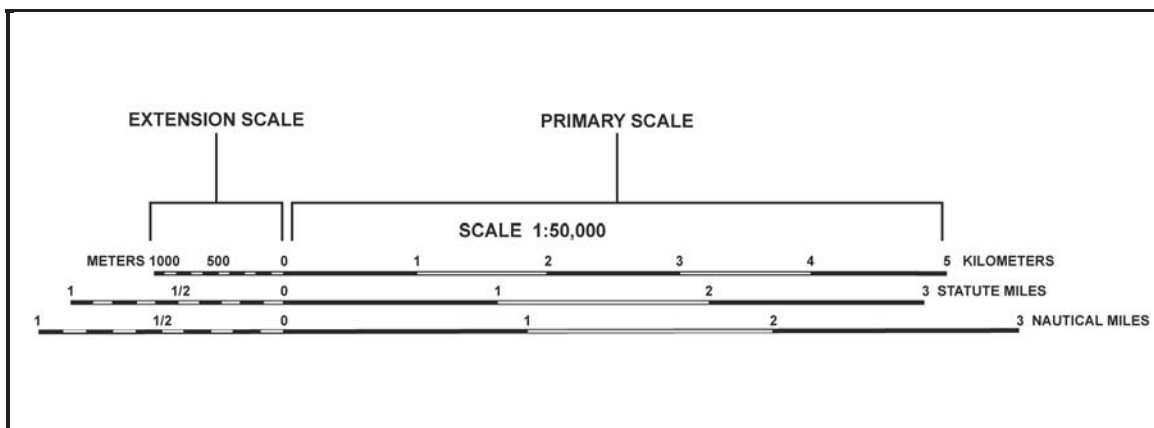 EXTENSION SCALE
PRIMARY SCALE
SCALE 1:50,000
METERS 1000 500 0 1 2 3 4 5 KILOMETERS
1 1/2 0 1 2 3 STATUTE MILES
1 1/2 0 1 2 3 NAUTICAL MILES